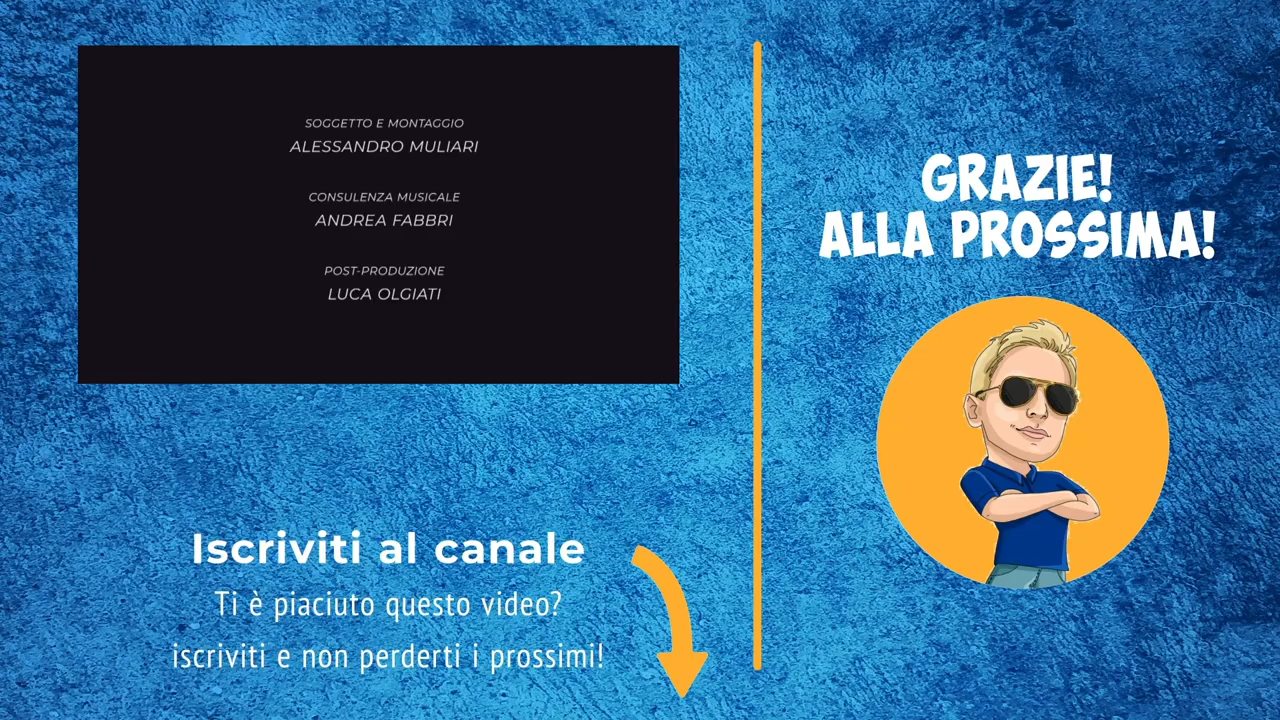 SOGGETTO E MONTAGGIO
ALESSANDRO MULIARI
CONSULENZA MUSICALE
ANDREA FABBRI
POST-PRODUZIONE
LUCA OLGIATI
GRAZIE!
ALLA PROSSIMA!
Iscriviti al canale
Ti è piaciuto questo video?
iscriviti e non perderti i prossimi!